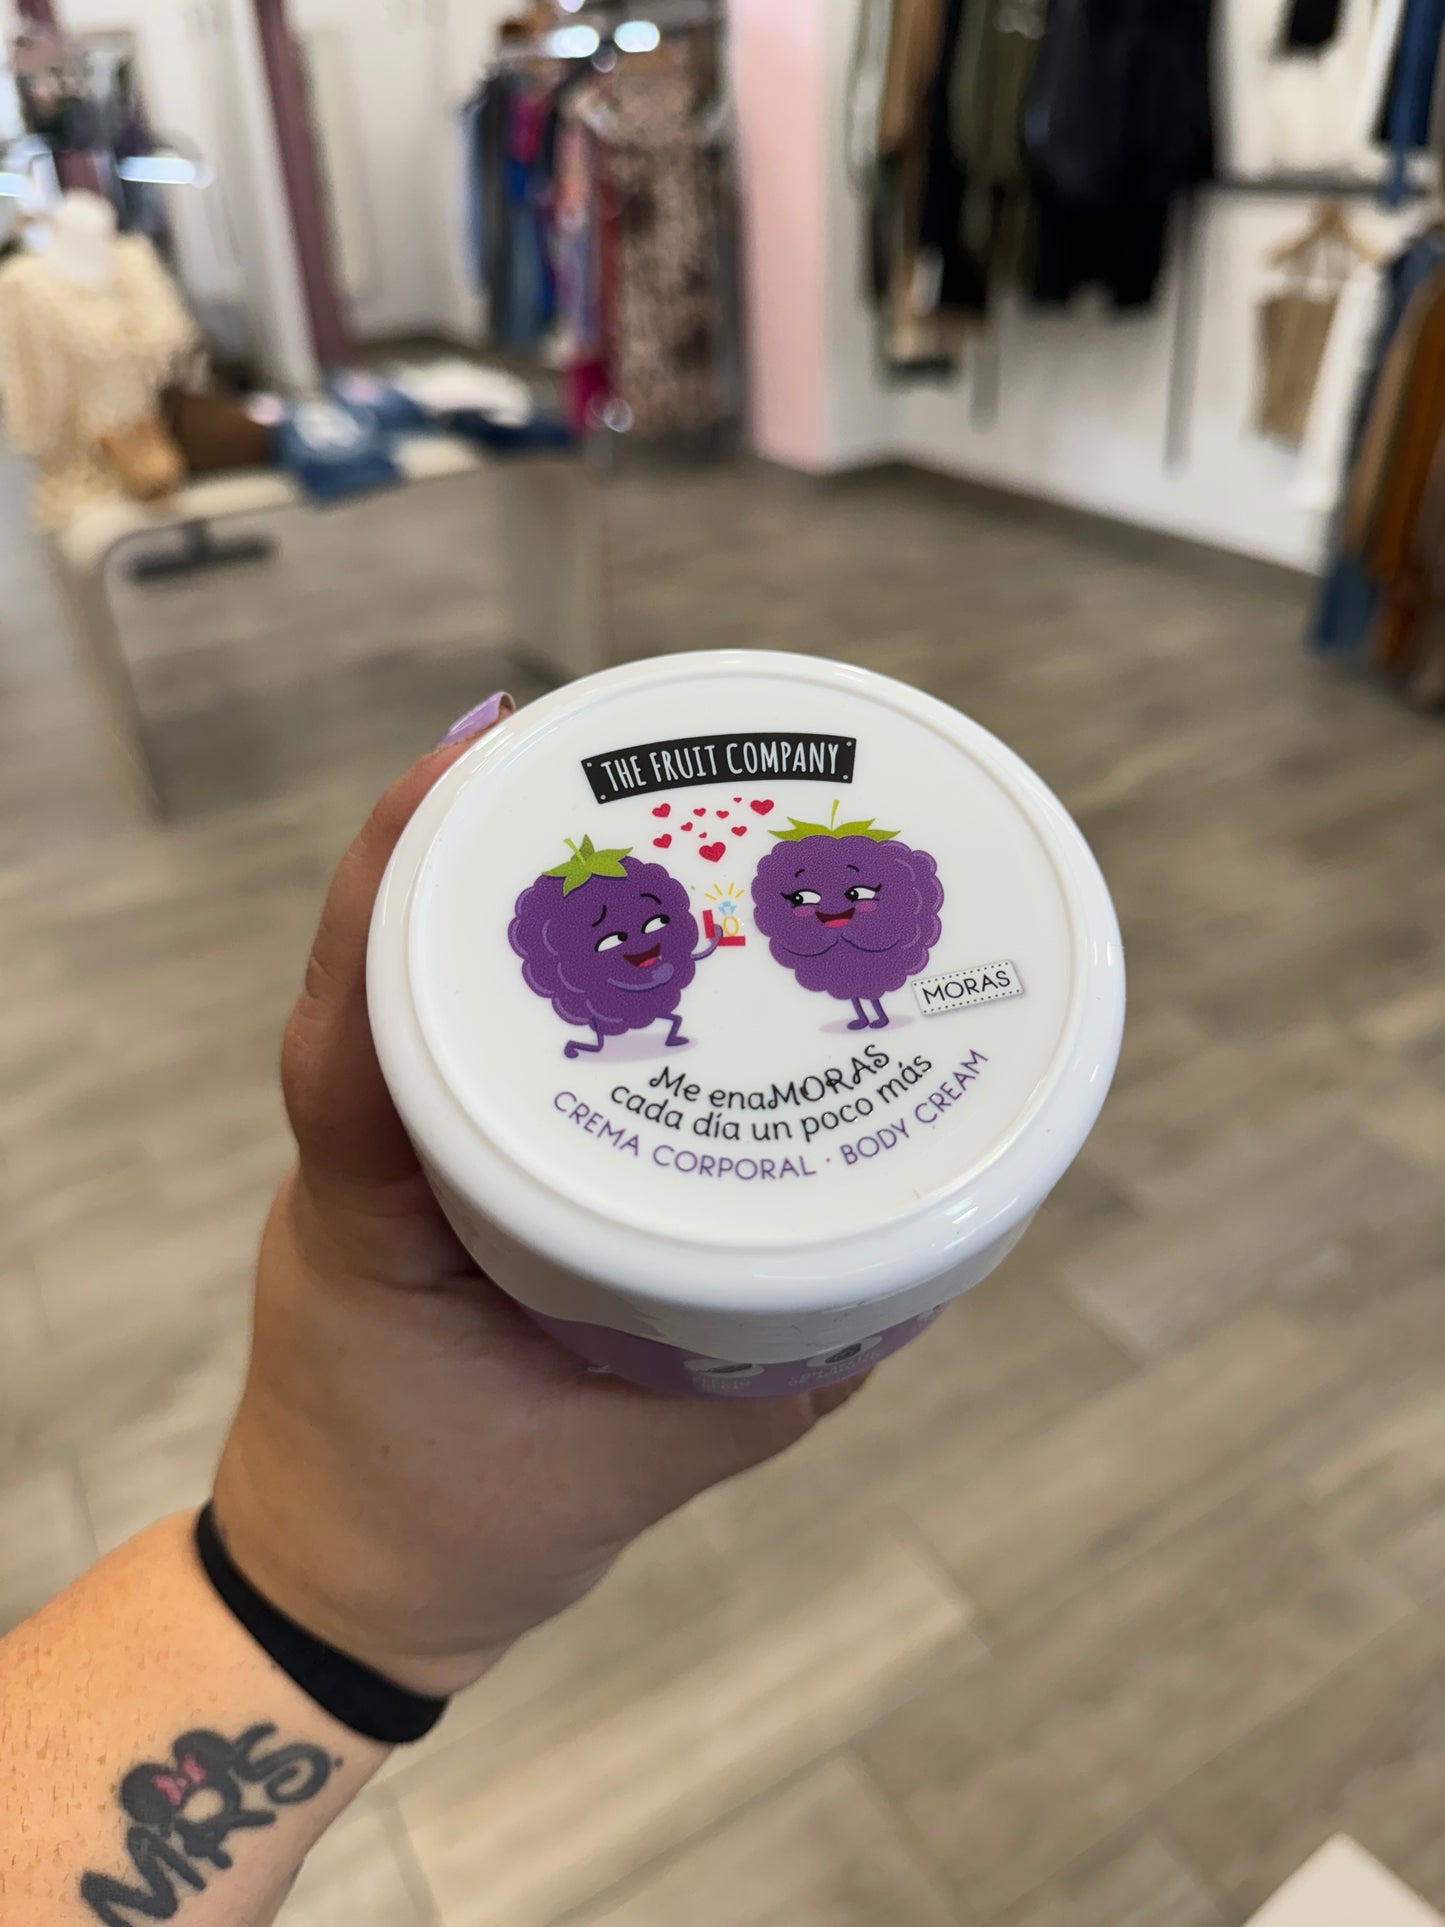 THE FRUIT COMPANY
MORAS
Me enaMORAS
cada día un poco más
CREMA CORPORAL · BODY CREAM
MRS.